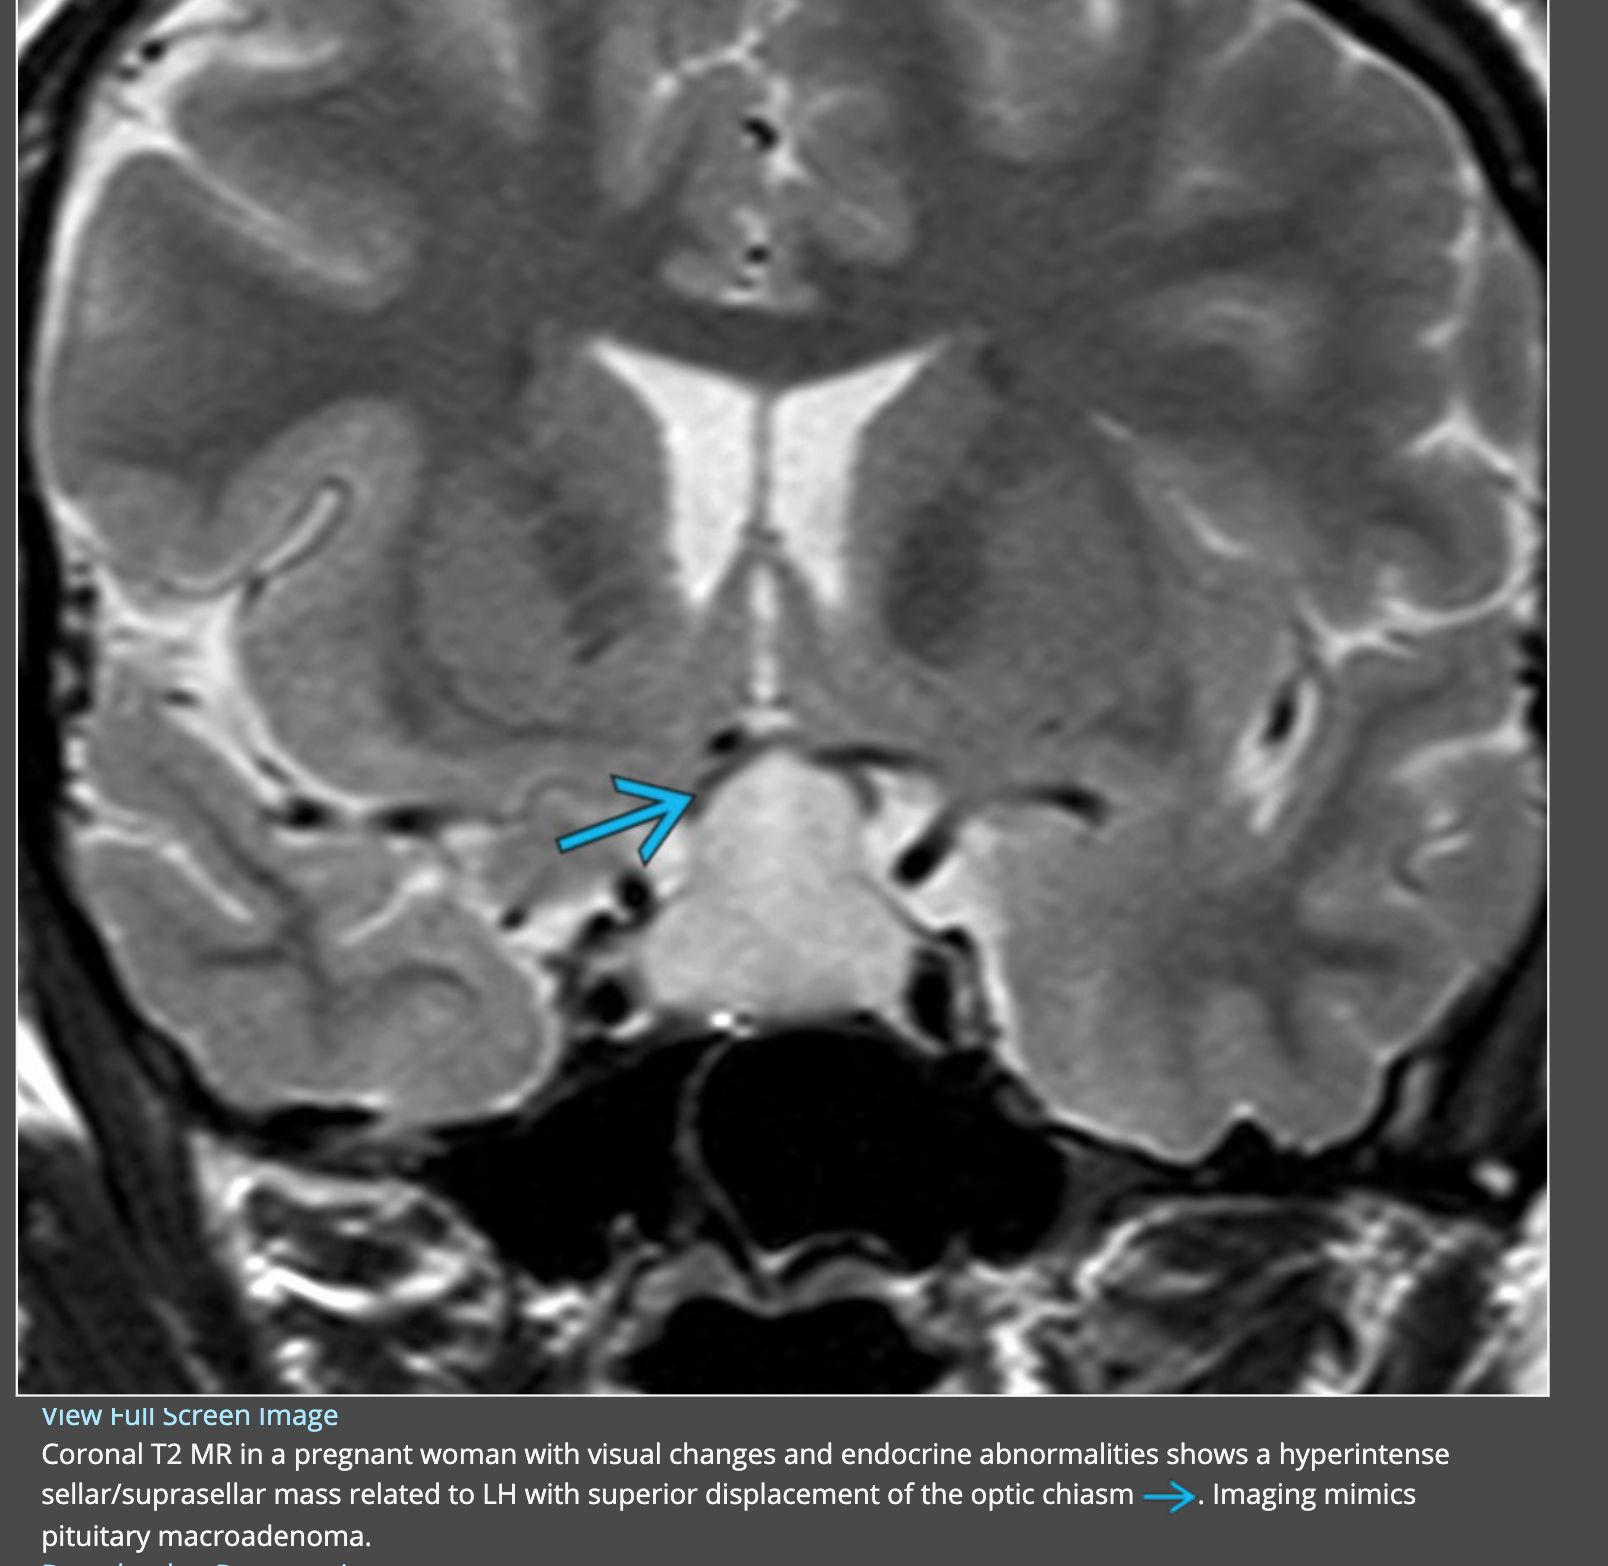 View Full Screen Image
Coronal T2 MR in a pregnant woman with visual changes and endocrine abnormalities shows a hyperintense
sellar/suprasellar mass related to LH with superior displacement of the optic chiasm →. Imaging mimics
pituitary macroadenoma.